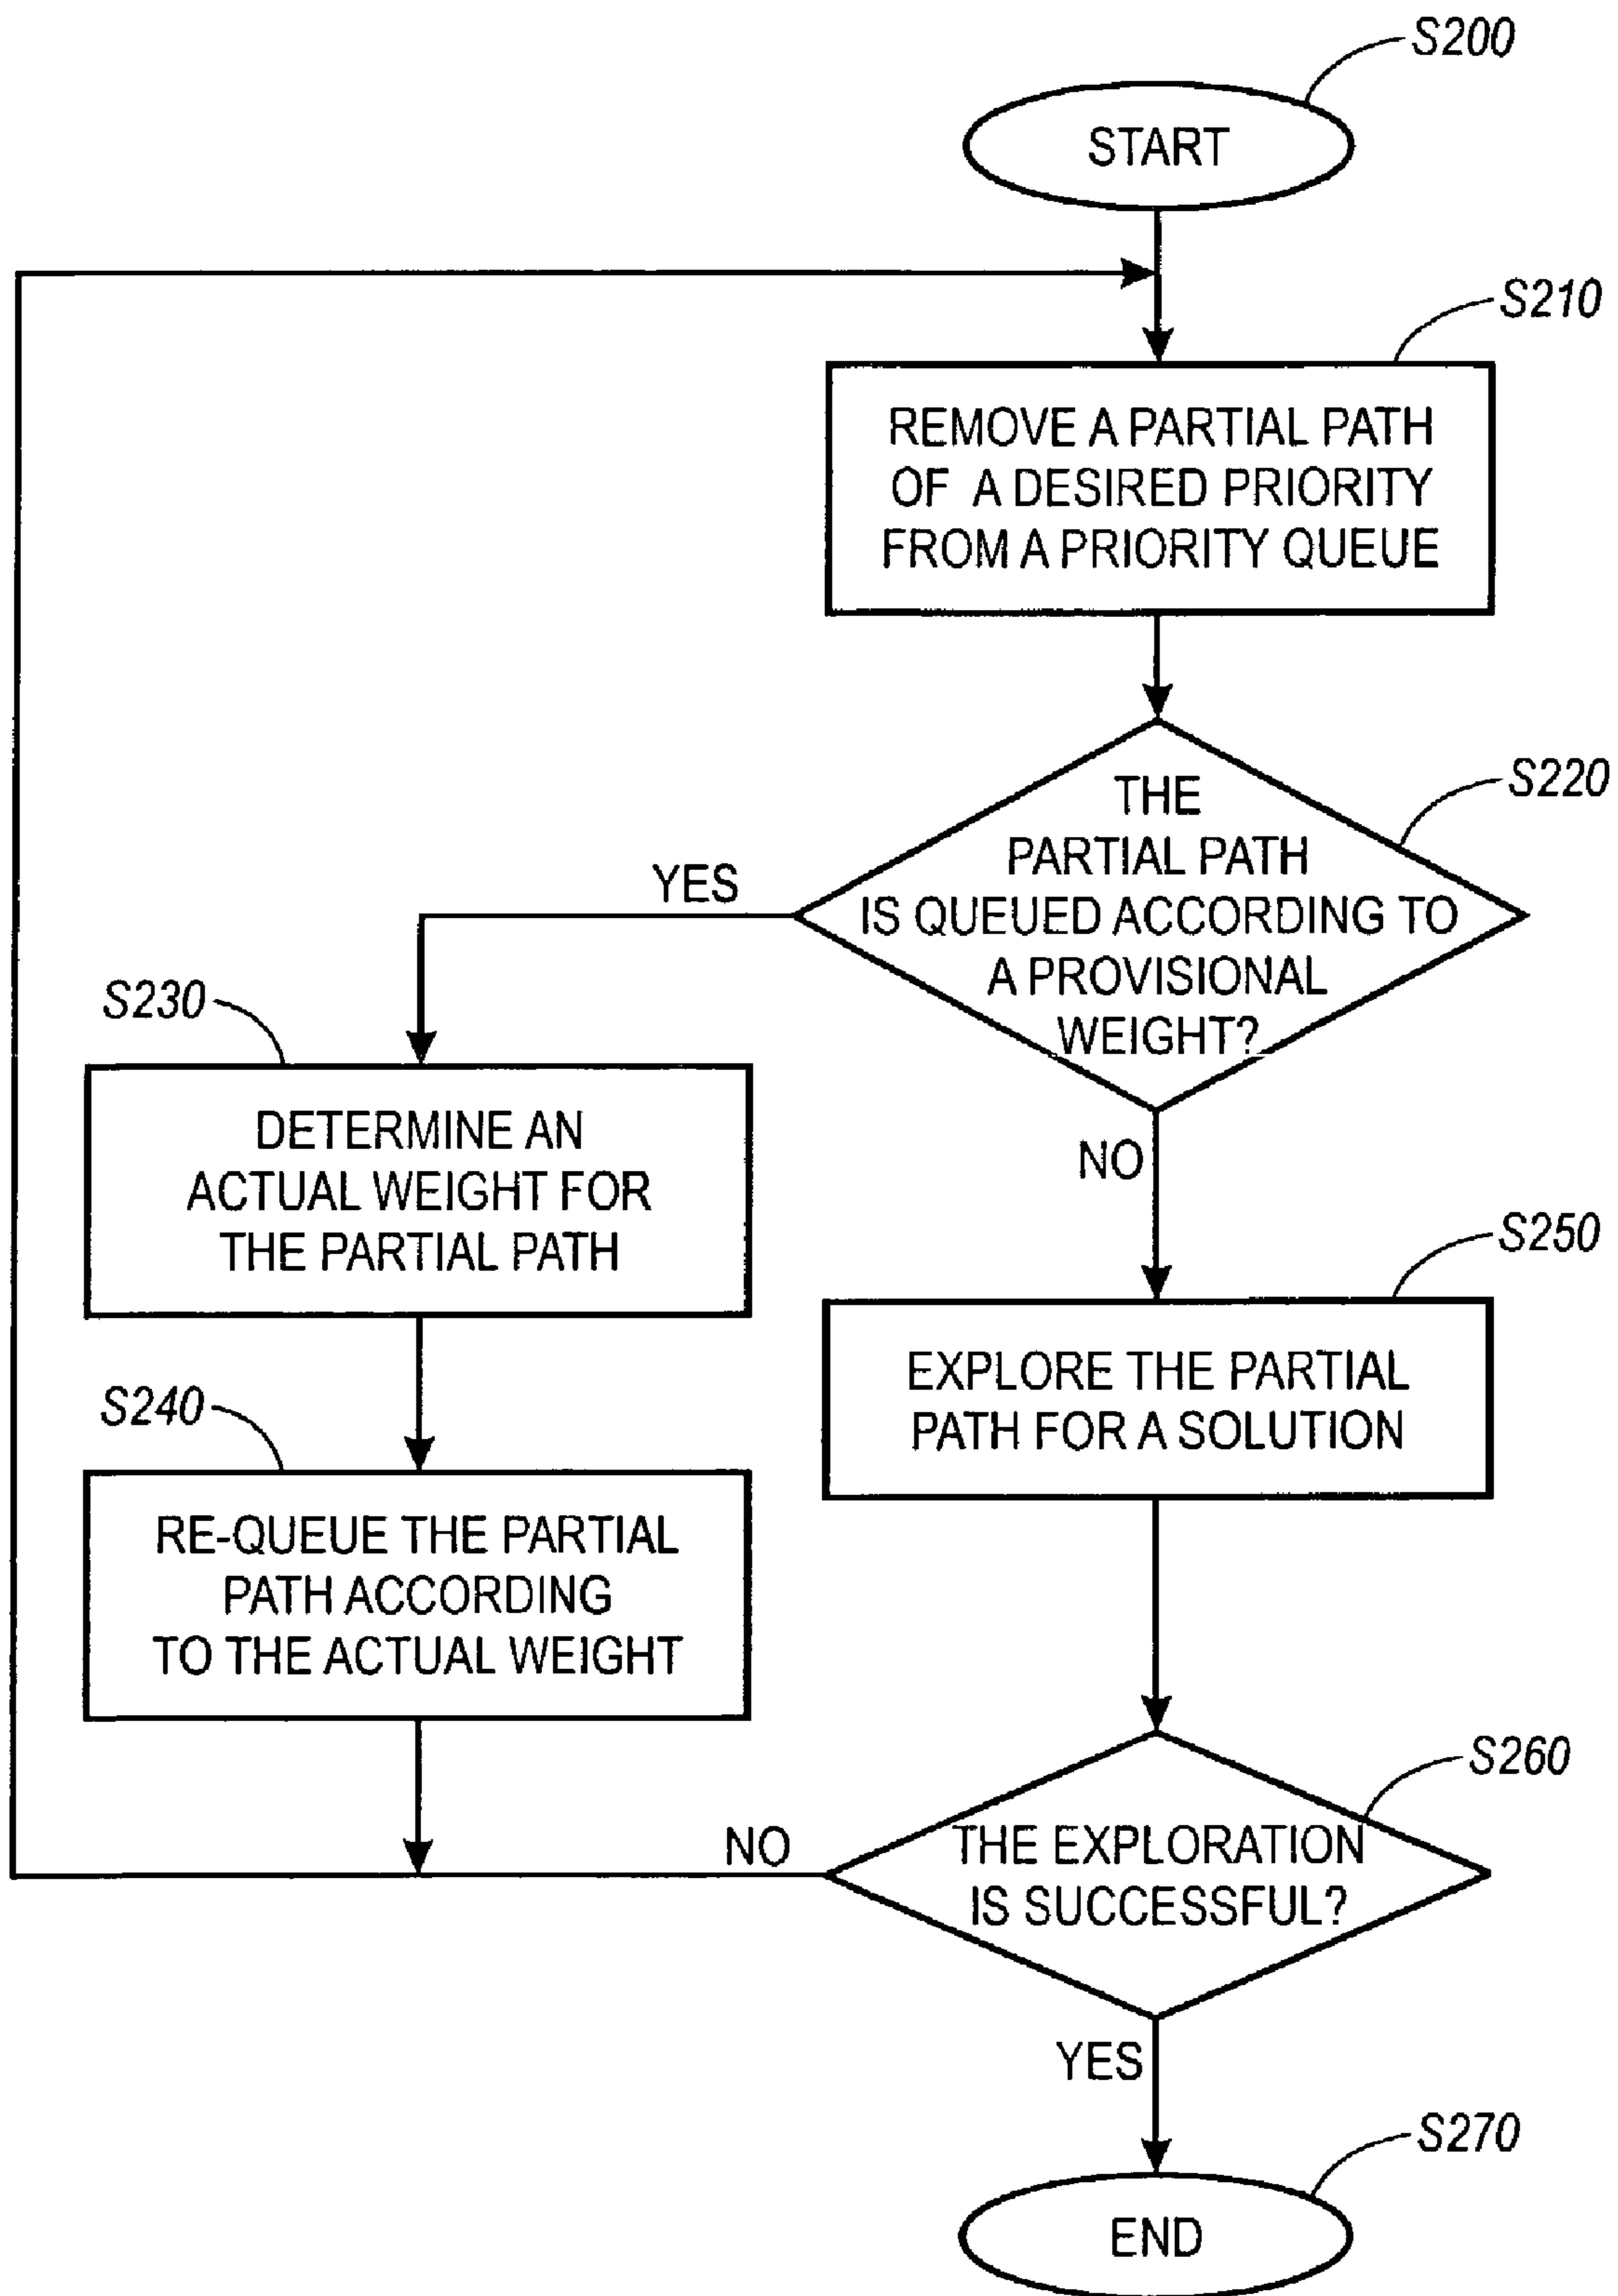 S200
START
S210
REMOVE A PARTIAL PATH
OF A DESIRED PRIORITY
FROM A PRIORITY QUEUE
S220
THE
PARTIAL PATH
IS QUEUED ACCORDING TO
A PROVISIONAL
WEIGHT?
YES
NO
S230
DETERMINE AN
ACTUAL WEIGHT FOR
THE PARTIAL PATH
S240
RE-QUEUE THE PARTIAL
PATH ACCORDING
TO THE ACTUAL WEIGHT
S250
EXPLORE THE PARTIAL
PATH FOR A SOLUTION
S260
THE EXPLORATION
IS SUCCESSFUL?
NO
YES
S270
END